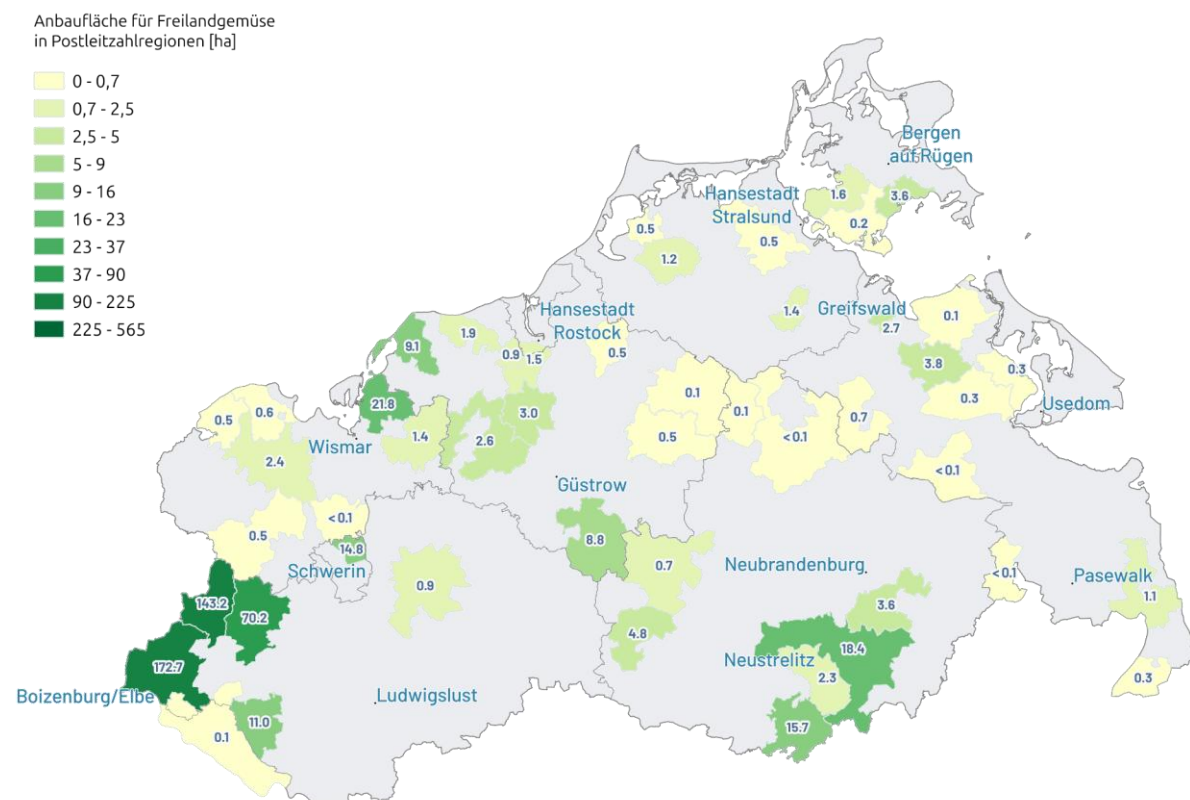 Anbaufläche für Freilandgemüse
in Postleitzahlregionen [ha]
0 - 0,7
0,7 - 2,5
2,5 - 5
5 - 9
9 - 16
16 - 23
23 - 37
37 - 90
90 - 225
225 - 565
Bergen
auf Rügen
1.6
3.6
0.2
Hansestadt
Stralsund
0.5
0.5
1.2
1.4
Greifswald
2.7
0.1
3.8
0.3
0.3
Usedom
Hansestadt
Rostock
0.5
1.9
0.9
1.5
9.1
21.8
1.4
2.6
3.0
Wismar
0.5
0.6
2.4
0.1
0.5
0.1
< 0.1
0.7
< 0.1
Güstrow
0.5
< 0.1
14.8
Schwerin
8.8
0.7
0.9
4.8
Neubrandenburg
3.6
18.4
Neustrelitz
2.3
15.7
< 0.1
Pasewalk
1.1
0.3
143.2
70.2
172.7
Boizenburg/Elbe
0.1
11.0
Ludwigslust